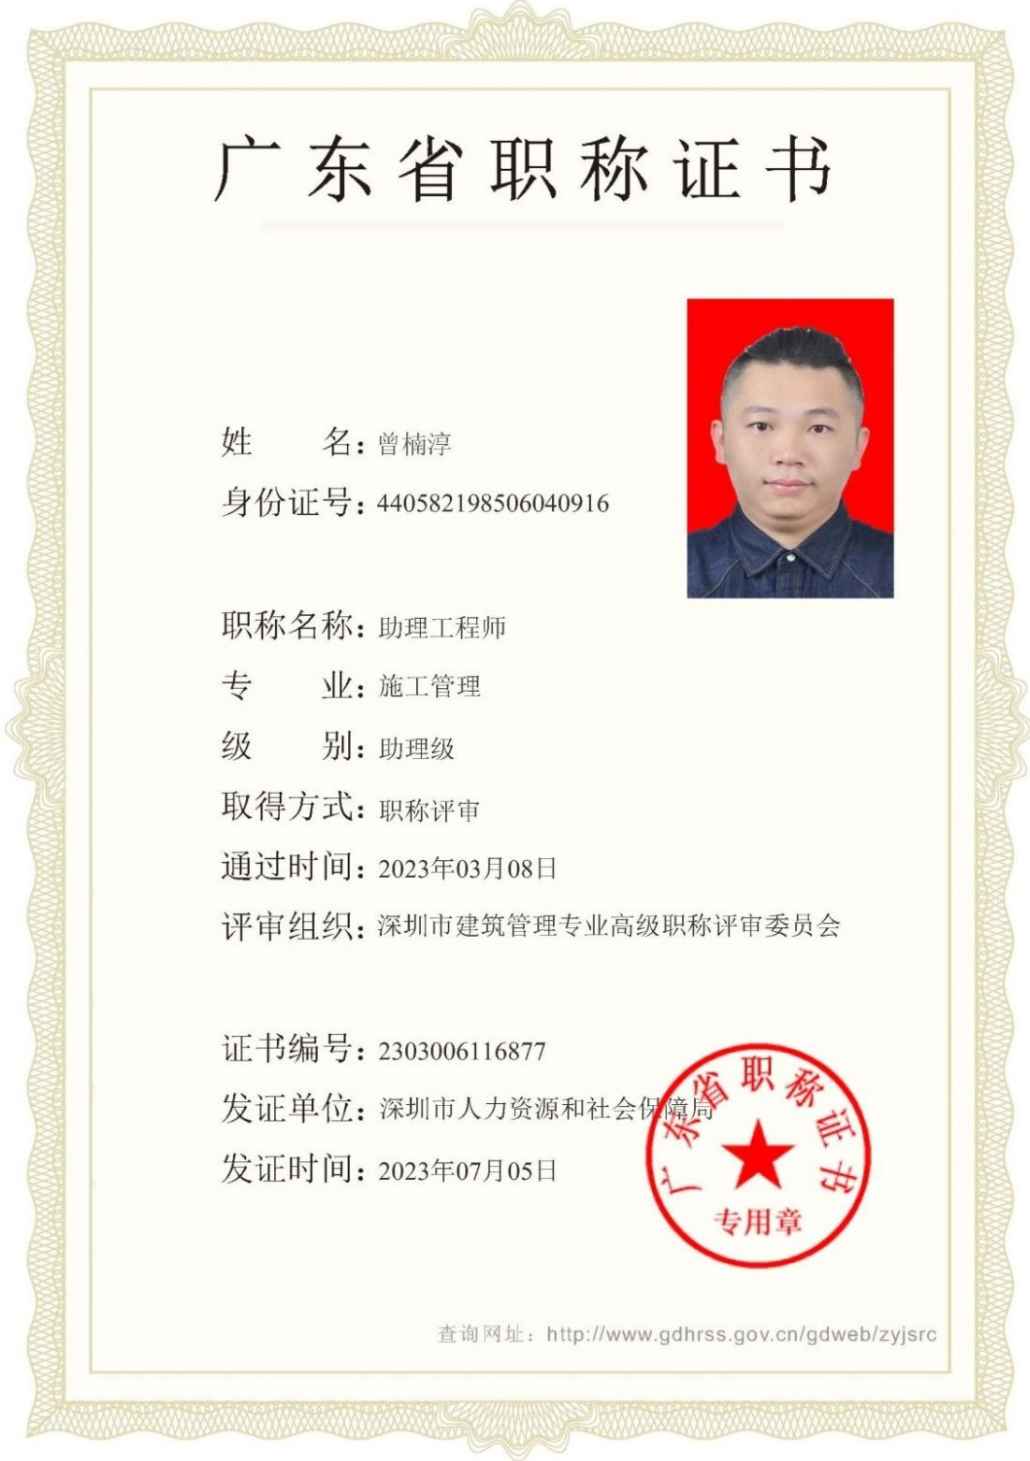 广东省职称证书
姓 名：曾楠淳
身份证号：440582198506040916
职称名称：助理工程师
专 业：施工管理
级 别：助理级
取得方式：职称评审
通过时间：2023年03月08日
评审组织：深圳市建筑管理专业高级职称评审委员会
证书编号：2303006116877
发证单位：深圳市人力资源和社会保障局
发证时间：2023年07月05日
广东省职称证书
专用章
查询网址：http://www.gdhrss.gov.cn/gdweb/zyjsrc